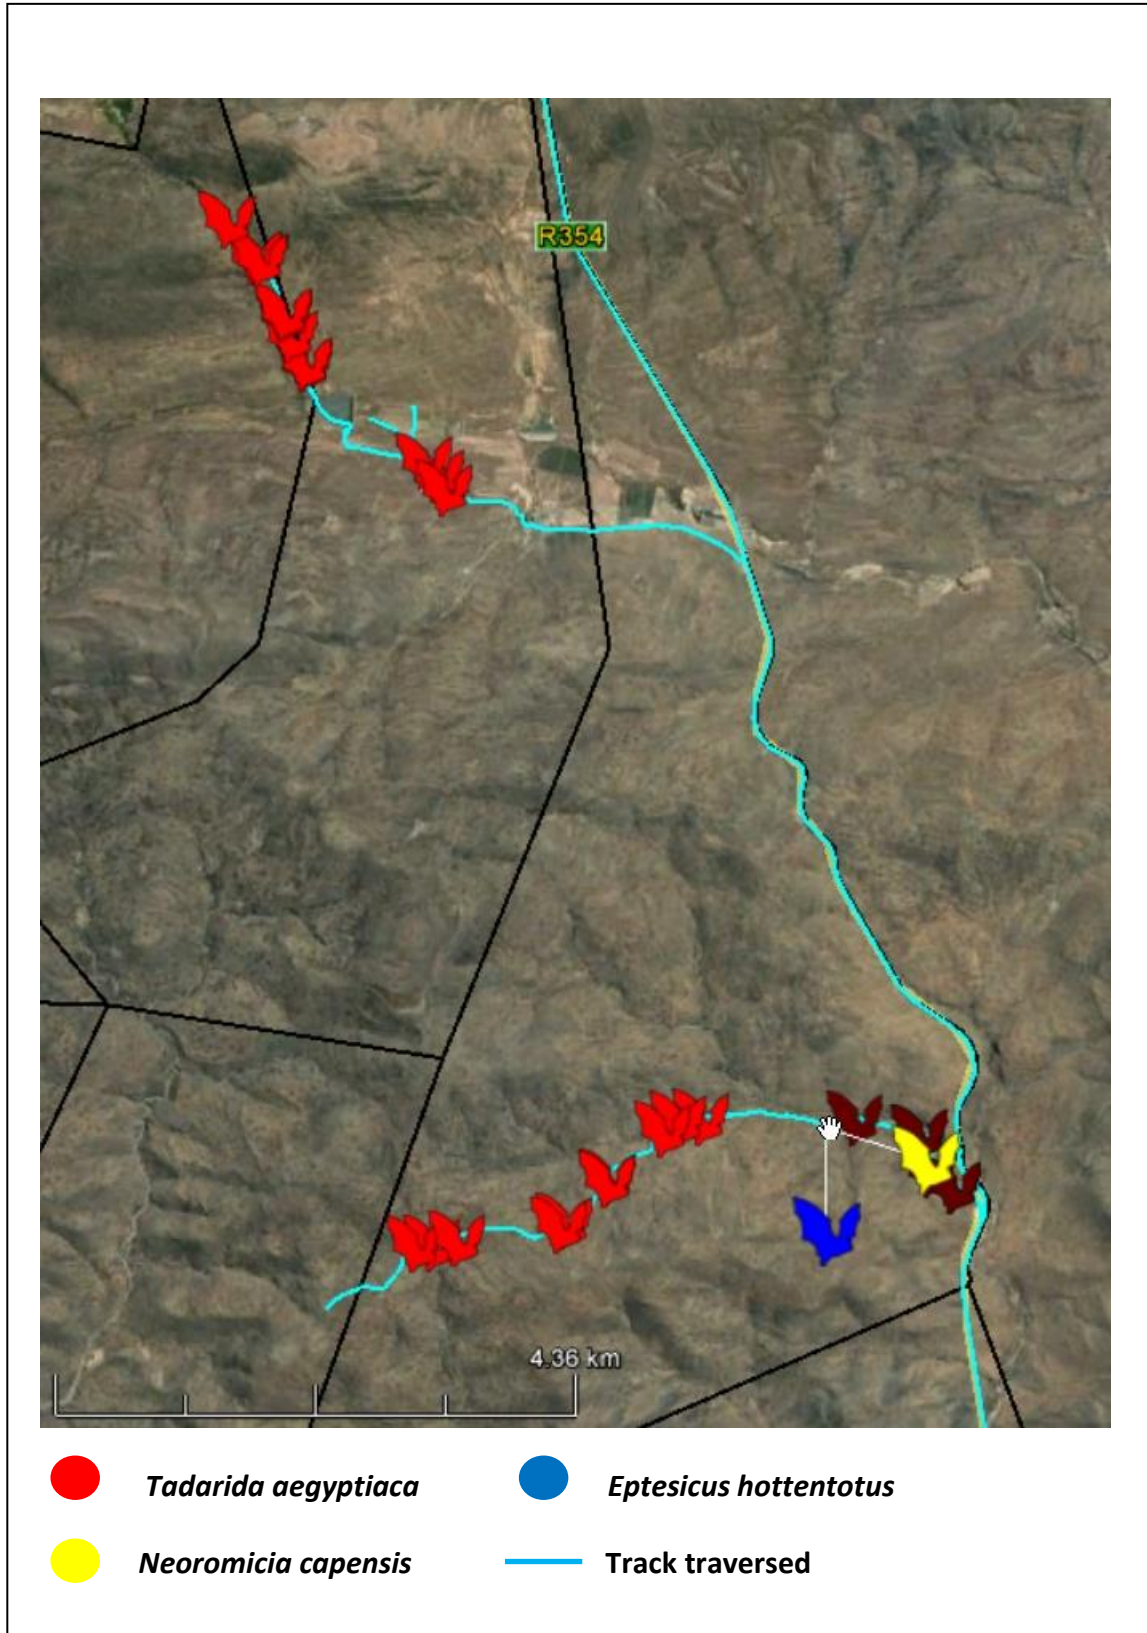 R354
4.36 km
Tadarida aegyptiaca
Eptesicus hottentotus
Neoromicia capensis
Track traversed